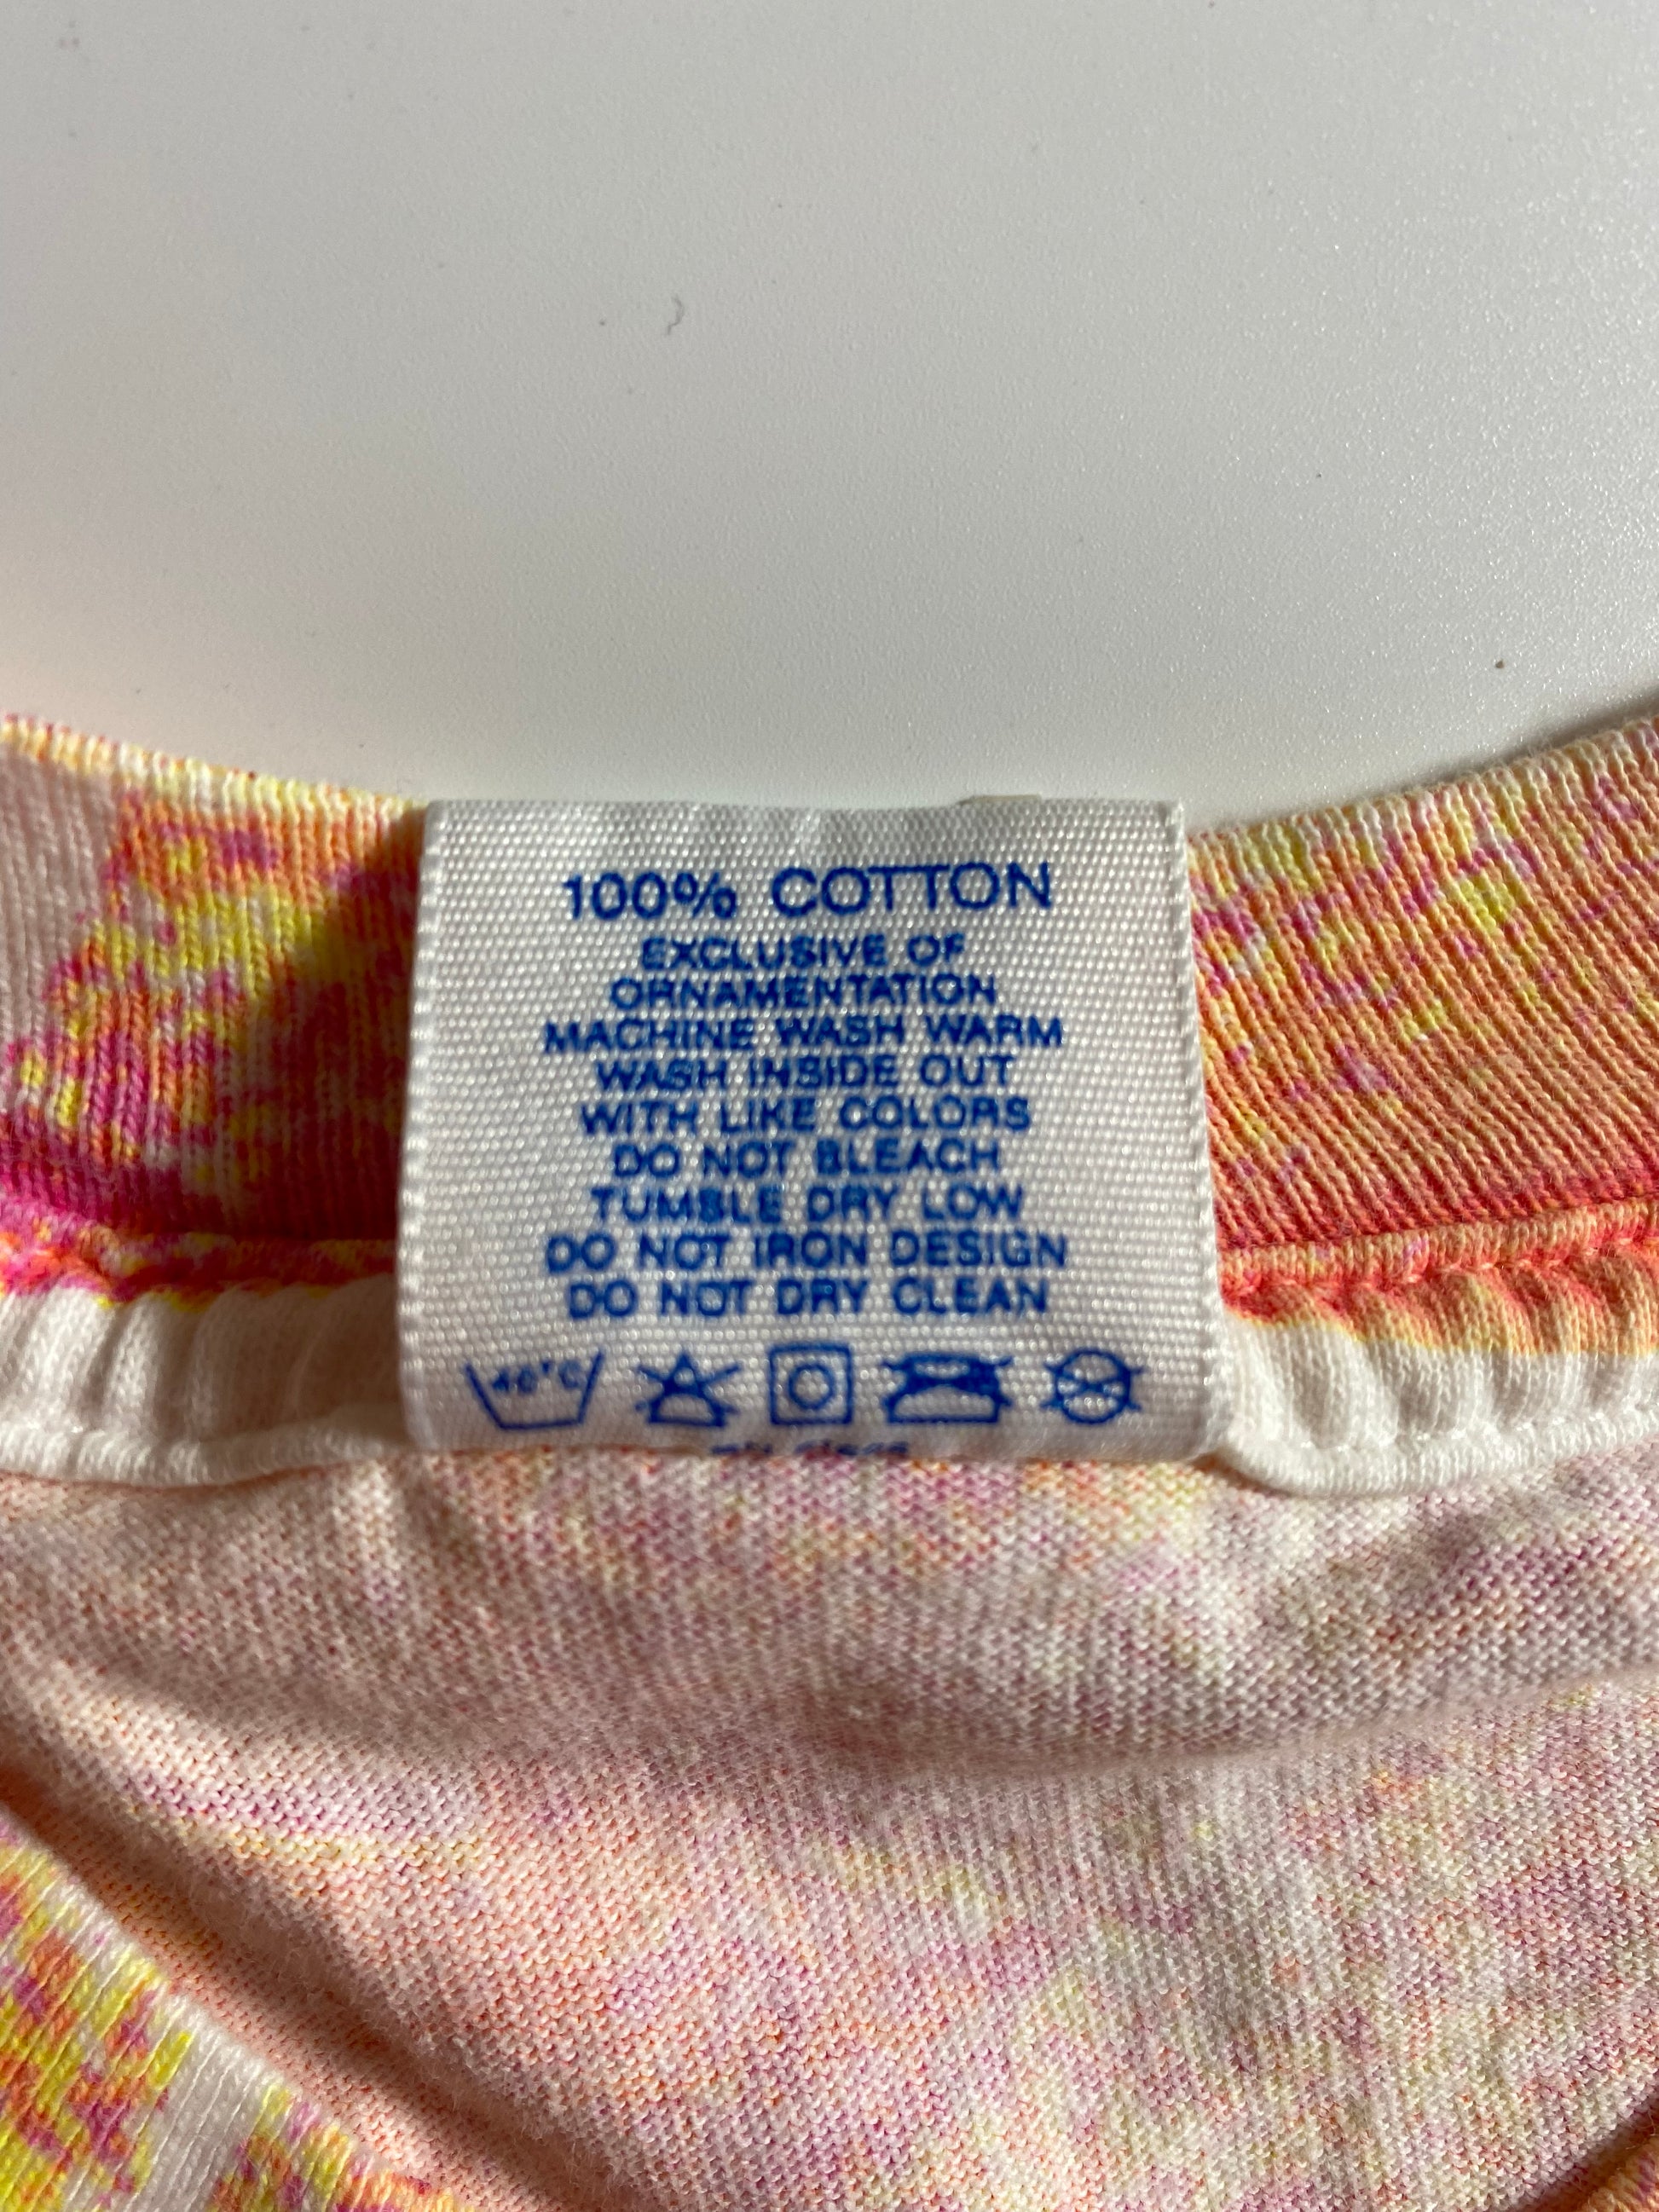 100% COTTON
EXCLUSIVE OF
ORNAMENTATION
MACHINE WASH WARM
WASH INSIDE OUT
WITH LIKE COLORS
DO NOT BLEACH
TUMBLE DRY LOW
DO NOT IRON DESIGN
DO NOT DRY CLEAN
40°C